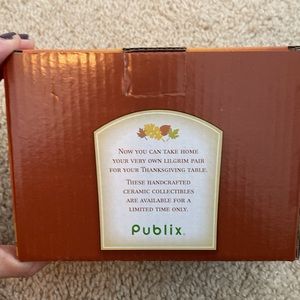 Now you can take home
your very own Lilgrim pair
for your Thanksgiving table.
These handcrafted
ceramic collectibles
are available for a
limited time only.
Publix.